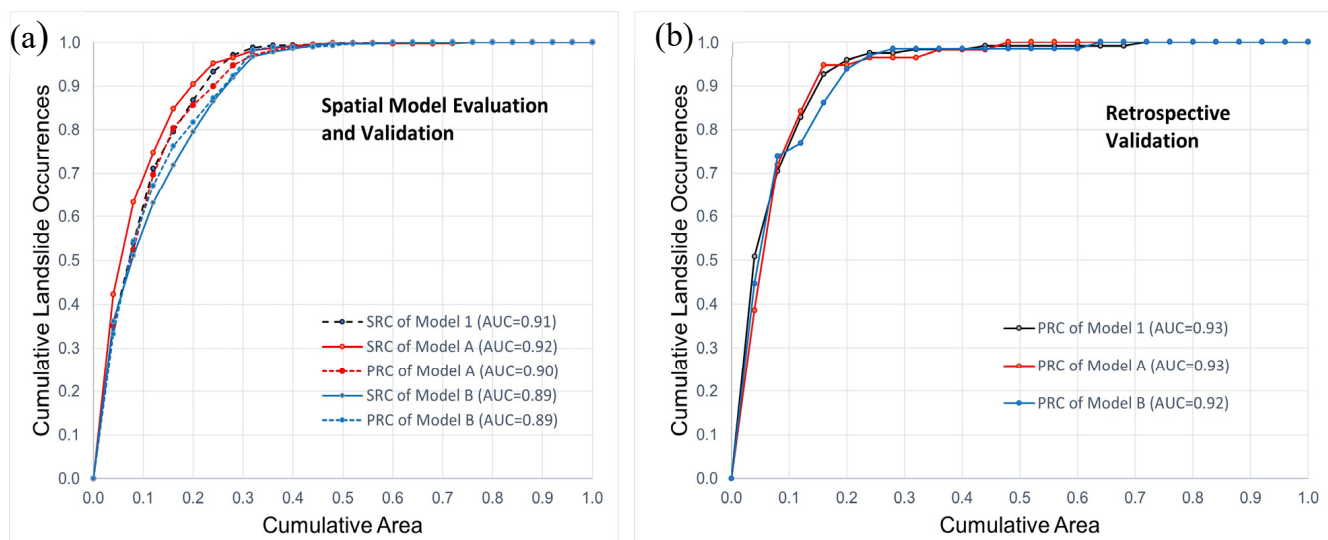 (a)
Cumulative Landslide Occurrences
1.0
0.9
0.8
0.7
0.6
0.5
0.4
0.3
0.2
0.1
0.0
Spatial Model Evaluation
and Validation
SRC of Model 1 (AUC=0.91)
SRC of Model A (AUC=0.92)
PRC of Model A (AUC=0.90)
SRC of Model B (AUC=0.89)
PRC of Model B (AUC=0.89)
0.0 0.1 0.2 0.3 0.4 0.5 0.6 0.7 0.8 0.9 1.0
Cumulative Area
(b)
Cumulative Landslide Occurrences
1.0
0.9
0.8
0.7
0.6
0.5
0.4
0.3
0.2
0.1
0.0
Retrospective
Validation
PRC of Model 1 (AUC=0.93)
PRC of Model A (AUC=0.93)
PRC of Model B (AUC=0.92)
0.0 0.1 0.2 0.3 0.4 0.5 0.6 0.7 0.8 0.9 1.0
Cumulative Area